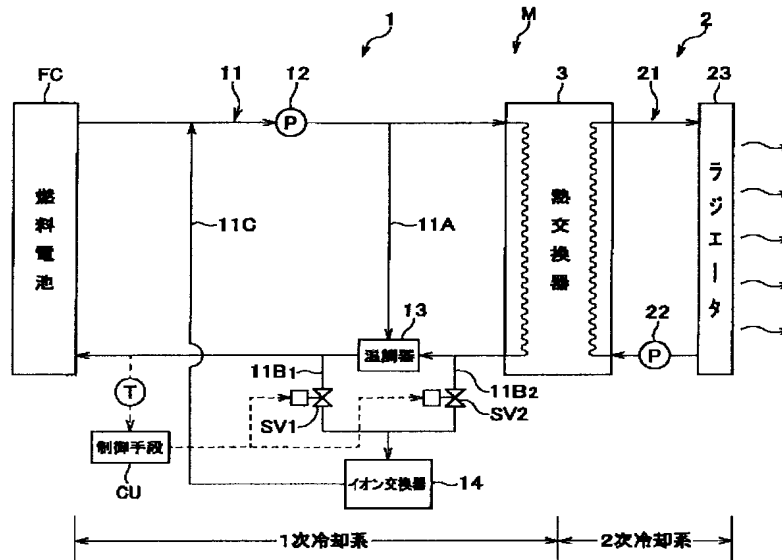 1
M
2
FC
11
12
3
21
23
P
燃料電池
11C
11A
熱交換器
ラジエータ
13
温調器
22
P
11B1
11B2
T
SV1
SV2
制御手段
CU
イオン交換器
14
1次冷却系
2次冷却系